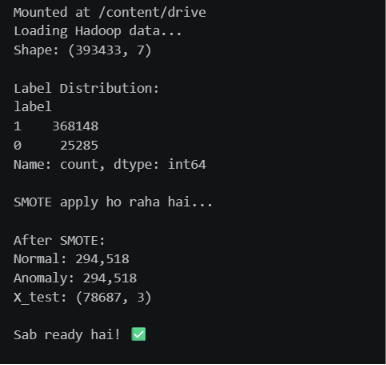 Mounted at /content/drive
Loading Hadoop data...
Shape: (393433, 7)
Label Distribution:
label
1    368148
0     25285
Name: count, dtype: int64
SMOTE apply ho raha hai...
After SMOTE:
Normal: 294,518
Anomaly: 294,518
X_test: (78687, 3)
Sab ready hai! ✅